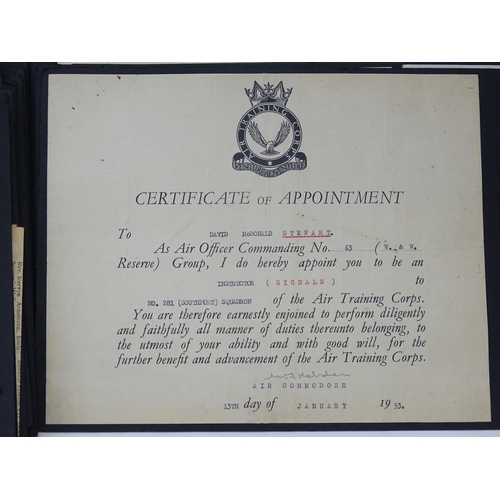 AIR TRAINING CORPS
VENTURE ADVENTURE
CERTIFICATE OF APPOINTMENT
To DAVID McDONALD STEWART.
As Air Officer Commanding No. 63 (W. & W.
Reserve) Group, I do hereby appoint you to be an
INSTRUCTOR (SIGNALS) to
NO. 281 (SOUTHPORT) SQUADRON of the Air Training Corps.
You are therefore earnestly enjoined to perform diligently
and faithfully all manner of duties thereunto belonging, to
the utmost of your ability and with good will, for the
further benefit and advancement of the Air Training Corps.
AIR COMMODORE
13TH day of JANUARY 1953.